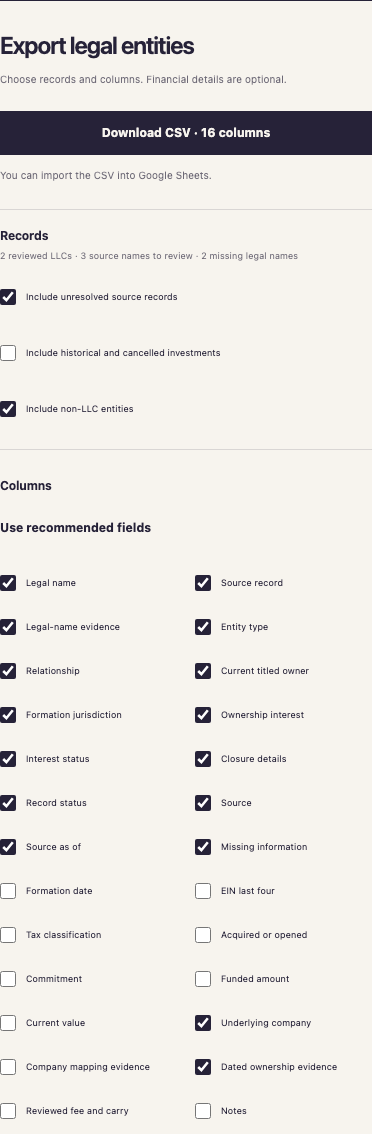 Export legal entities
Choose records and columns. Financial details are optional.
Download CSV · 16 columns
You can import the CSV into Google Sheets.
Records
2 reviewed LLCs · 3 source names to review · 2 missing legal names
Include unresolved source records
Include historical and cancelled investments
Include non-LLC entities
Columns
Use recommended fields
Legal name
Source record
Legal-name evidence
Entity type
Relationship
Current titled owner
Formation jurisdiction
Ownership interest
Interest status
Closure details
Record status
Source
Source as of
Missing information
Formation date
EIN last four
Tax classification
Acquired or opened
Commitment
Funded amount
Current value
Underlying company
Company mapping evidence
Dated ownership evidence
Reviewed fee and carry
Notes